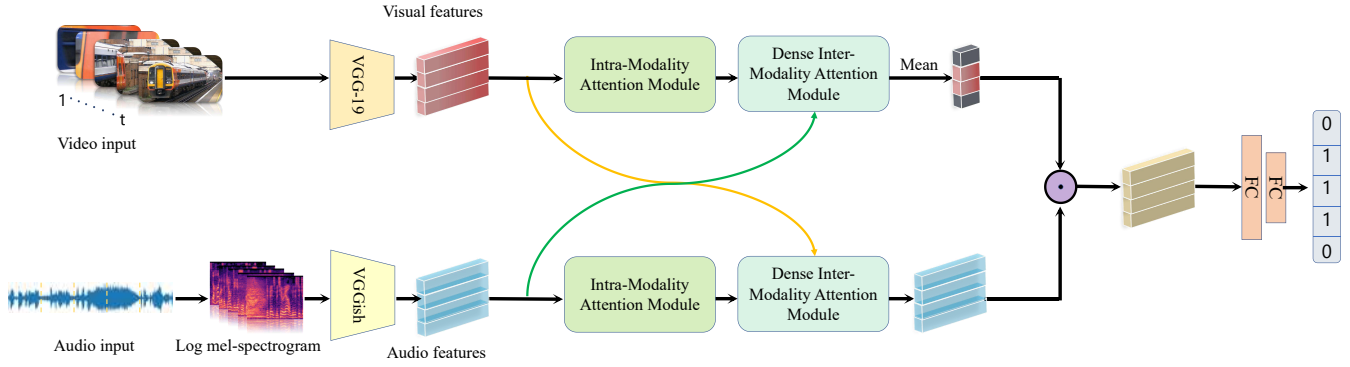 Visual features
VGG-19
Intra-Modality
Attention Module
Dense Inter-
Modality Attention
Module
Mean
1
t
Video input
0
1
1
1
0
FC
FC
VGGish
Intra-Modality
Attention Module
Dense Inter-
Modality Attention
Module
Audio input
Log mel-spectrogram
Audio features